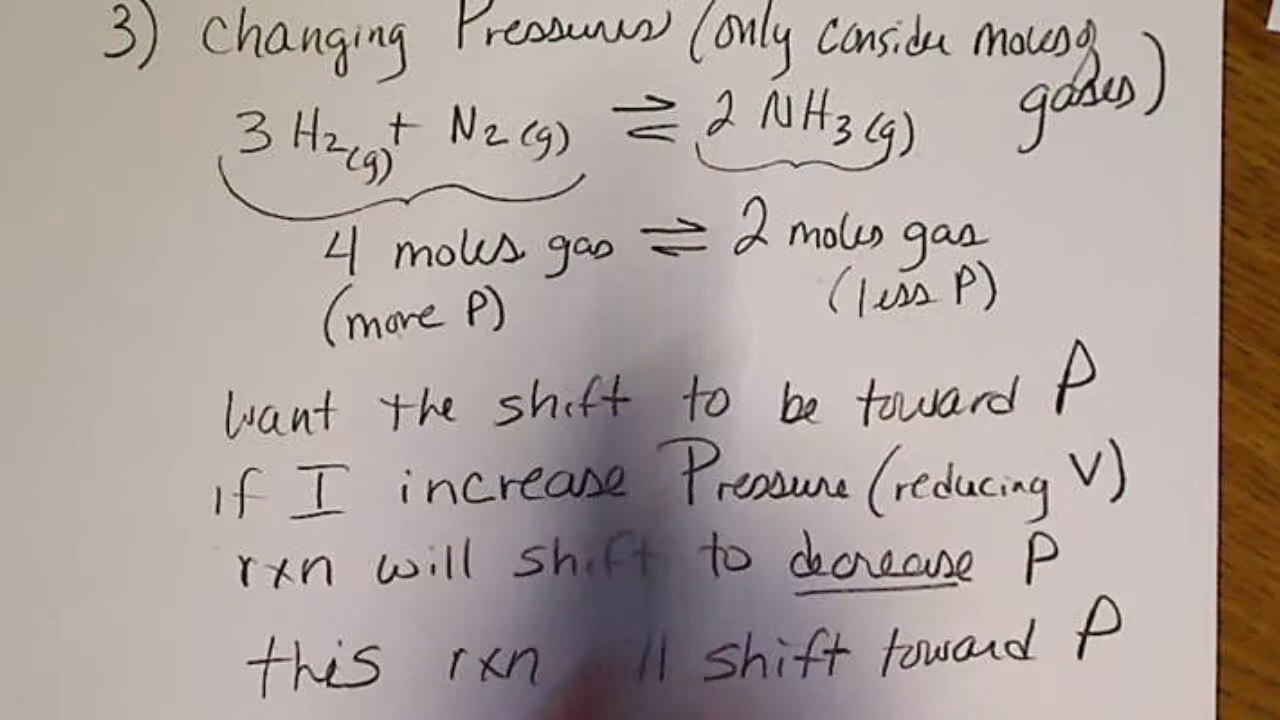 3) Changing Pressures (only consider moles of gases)
3 H2(g) + N2(g) ⇌ 2 NH3(g)
4 moles gas ⇌ 2 moles gas
(more P) (less P)
want the shift to be toward P
if I increase Pressure (reducing V)
rxn will shift to decrease P
this rxn ll shift toward P